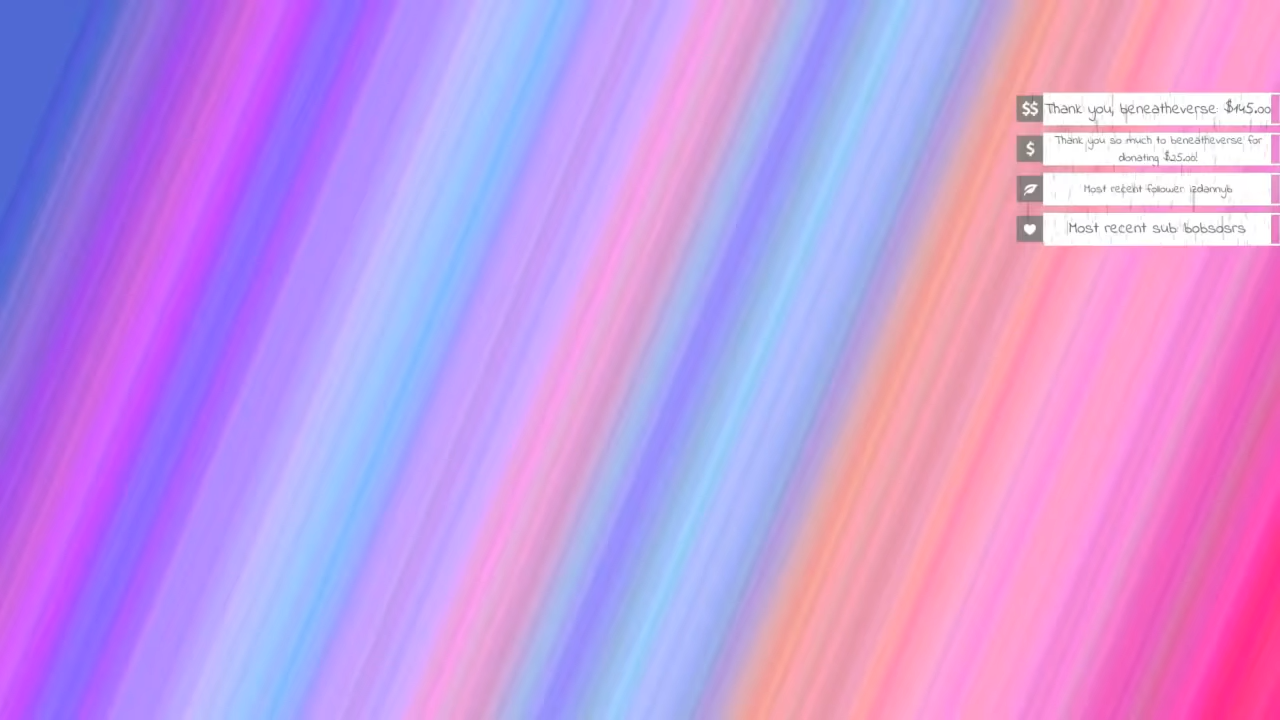 $$ Thank you, beneatheverse: $145.00
$ Thank you so much to beneatheverse for
donating $25.00!
Most recent follower: izdannyb
Most recent sub: bobsdsrs